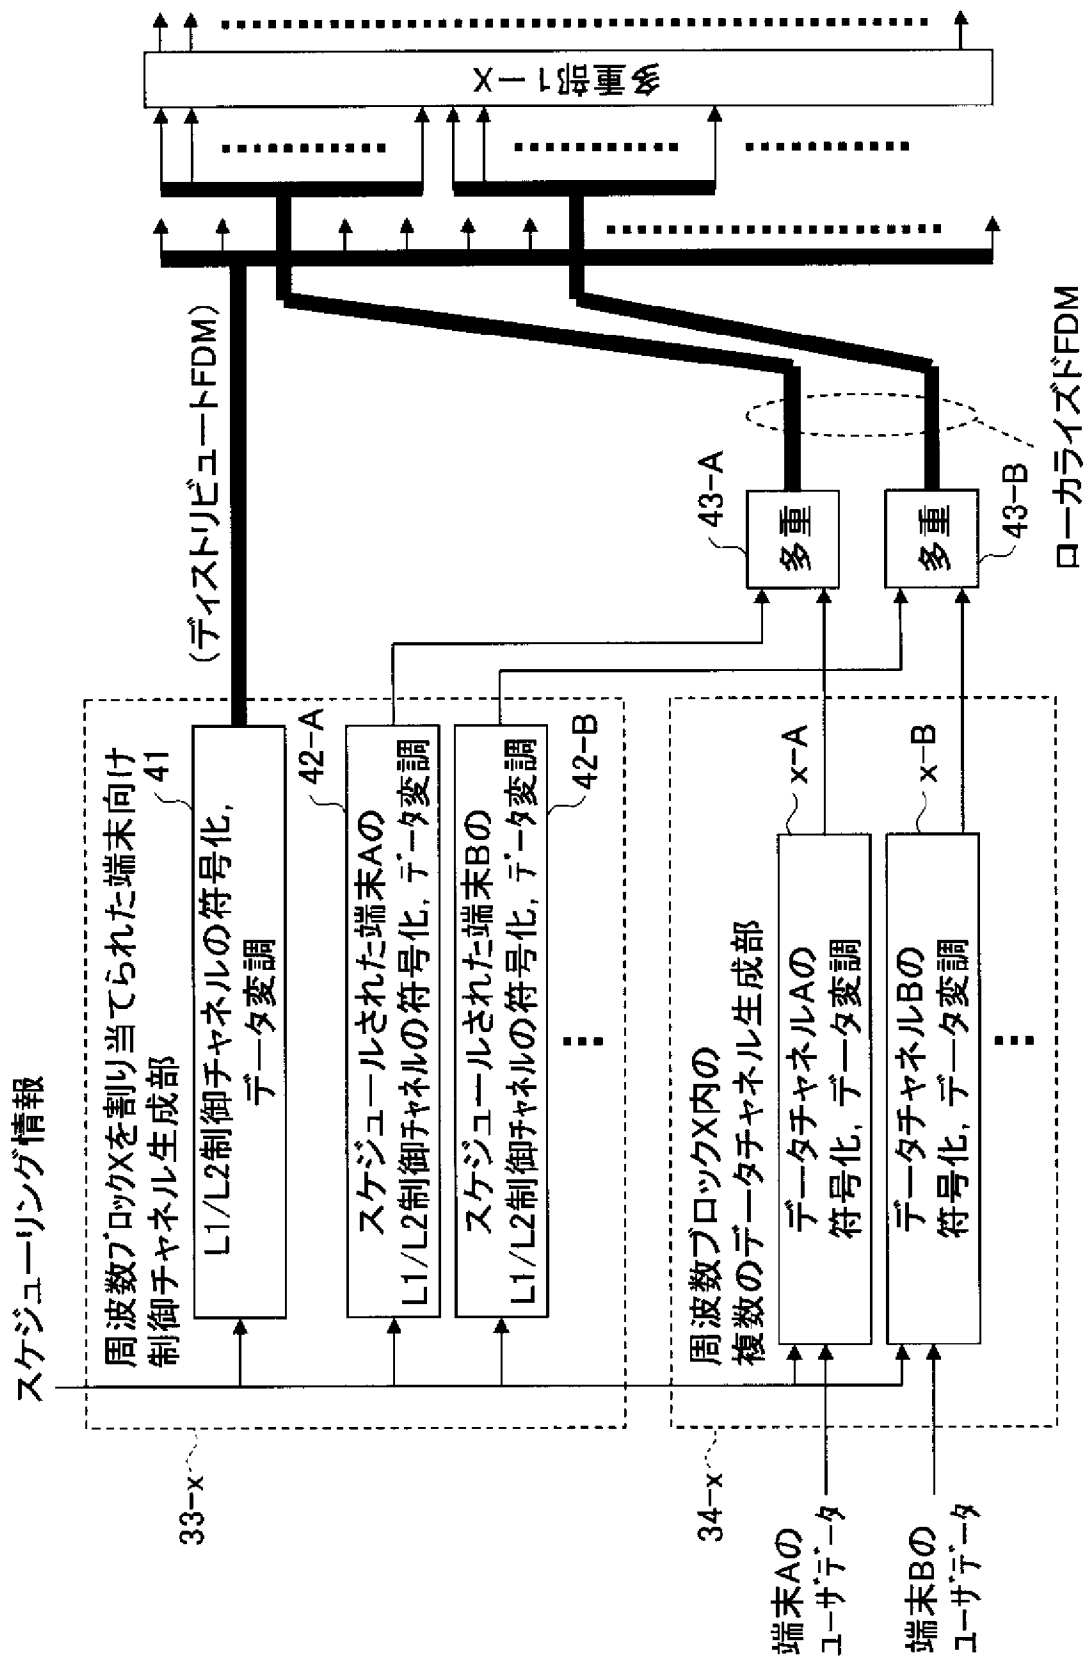 スケジューリング情報
33-x
周波数ブロックXを割り当てられた端末向け
制御チャネル生成部
41
L1/L2制御チャネルの符号化,
データ変調
(ディストリビュートFDM)
42-A
スケジュールされた端末Aの
L1/L2制御チャネルの符号化, データ変調
スケジュールされた端末Bの
L1/L2制御チャネルの符号化, データ変調
42-B
34-x
周波数ブロックX内の
複数のデータチャネル生成部
x-A
データチャネルAの
符号化, データ変調
x-B
データチャネルBの
符号化, データ変調
端末Aの
ユーザデータ
端末Bの
ユーザデータ
43-A
多重
多重
43-B
ローカライズドFDM
多重部1-X